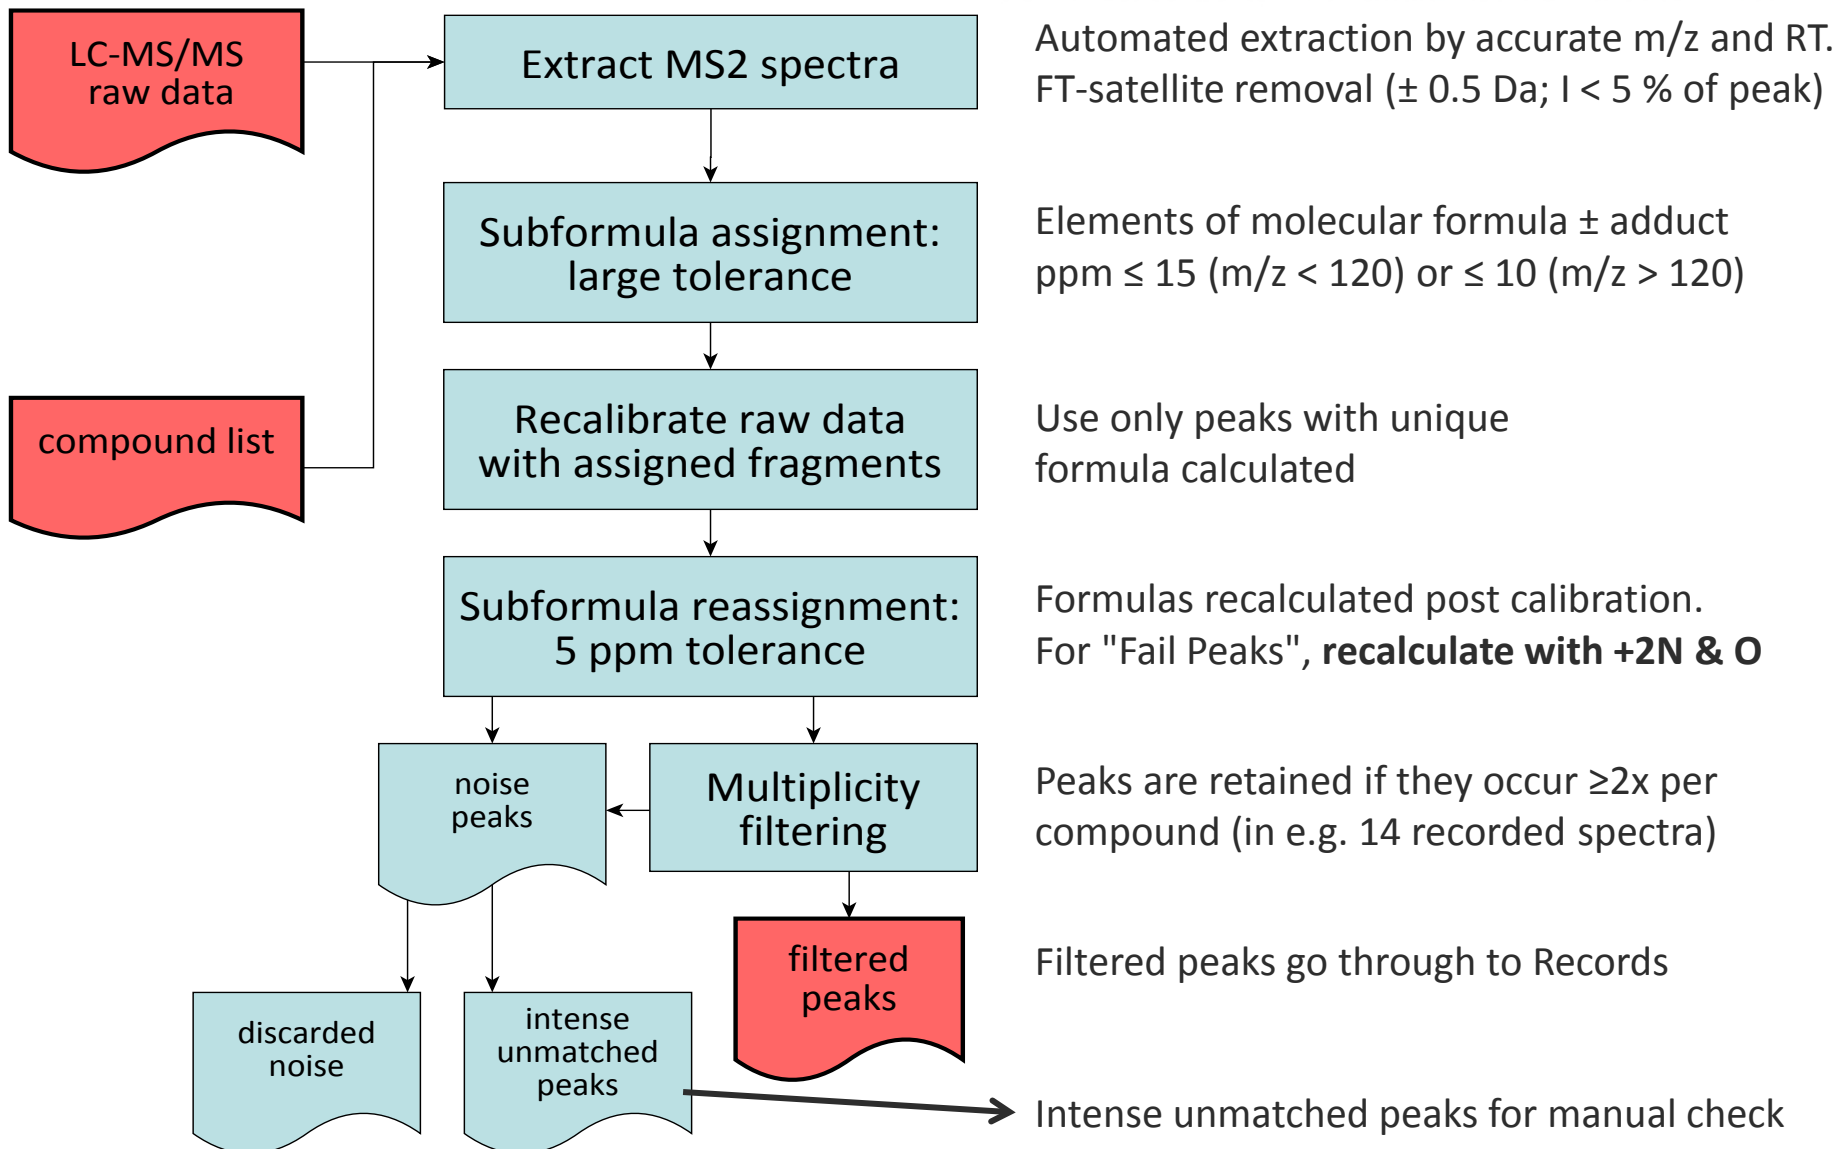 LC-MS/MS
raw data
Extract MS2 spectra
Automated extraction by accurate m/z and RT.
FT-satellite removal (± 0.5 Da; I < 5 % of peak)
Subformula assignment:
large tolerance
Elements of molecular formula ± adduct
ppm ≤ 15 (m/z < 120) or ≤ 10 (m/z > 120)
compound list
Recalibrate raw data
with assigned fragments
Use only peaks with unique
formula calculated
Subformula reassignment:
5 ppm tolerance
Formulas recalculated post calibration.
For "Fail Peaks", recalculate with +2N & O
noise
peaks
Multiplicity
filtering
Peaks are retained if they occur ≥2x per
compound (in e.g. 14 recorded spectra)
filtered
peaks
Filtered peaks go through to Records
discarded
noise
intense
unmatched
peaks
Intense unmatched peaks for manual check